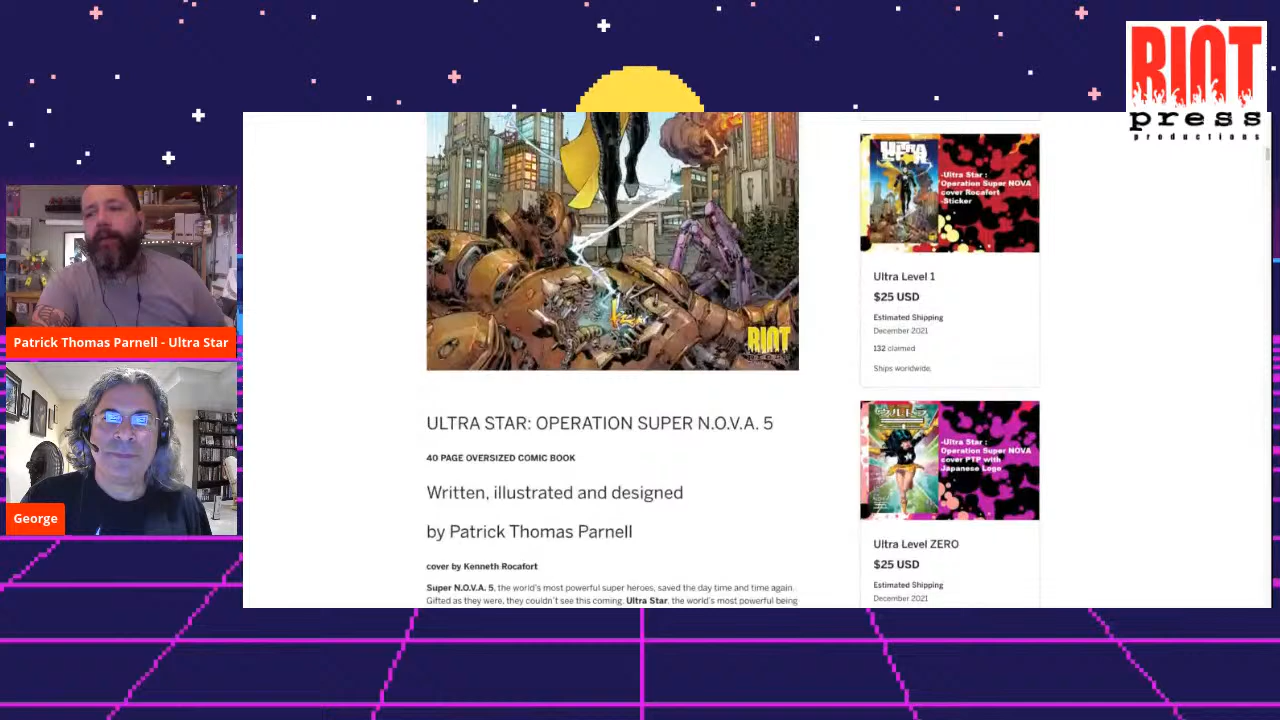 RIOT
press
productions
Patrick Thomas Parnell - Ultra Star
George
RIOT
ULTRA STAR: OPERATION SUPER N.O.V.A. 5
40 PAGE OVERSIZED COMIC BOOK
Written, illustrated and designed
by Patrick Thomas Parnell
cover by Kenneth Rocafort
Super N.O.V.A. 5, the world's most powerful super heroes, saved the day time and time again.
Gifted as they were, they couldn't see this coming. Ultra Star, the world's most powerful being
ULTRA
-Ultra Star :
Operation Super NOVA
cover Rocafort
-Sticker
Ultra Level 1
$25 USD
Estimated Shipping
December 2021
132 claimed
Ships worldwide.
-Ultra Star :
Operation Super NOVA
cover PTP with
Japanese Logo
Ultra Level ZERO
$25 USD
Estimated Shipping
December 2021